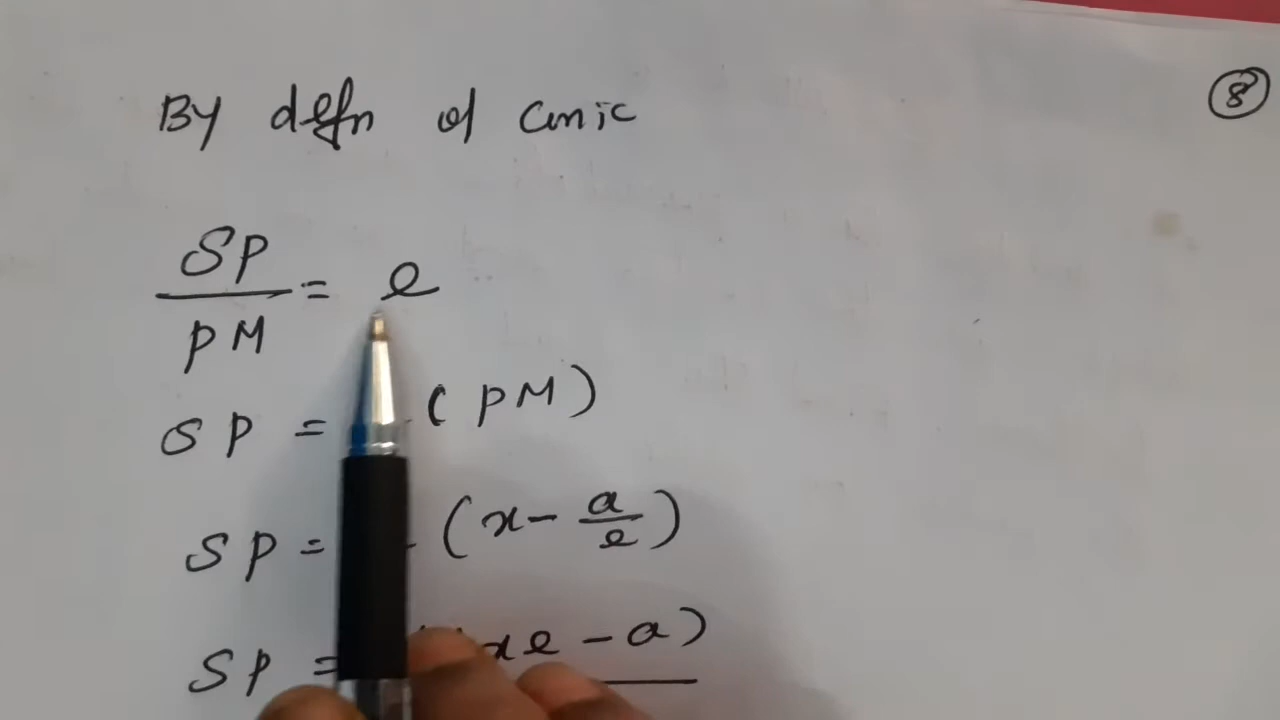 By defn of conic
8
SP/PM = e
SP = (PM)
SP = (x - a/e)
SP = xe - a)